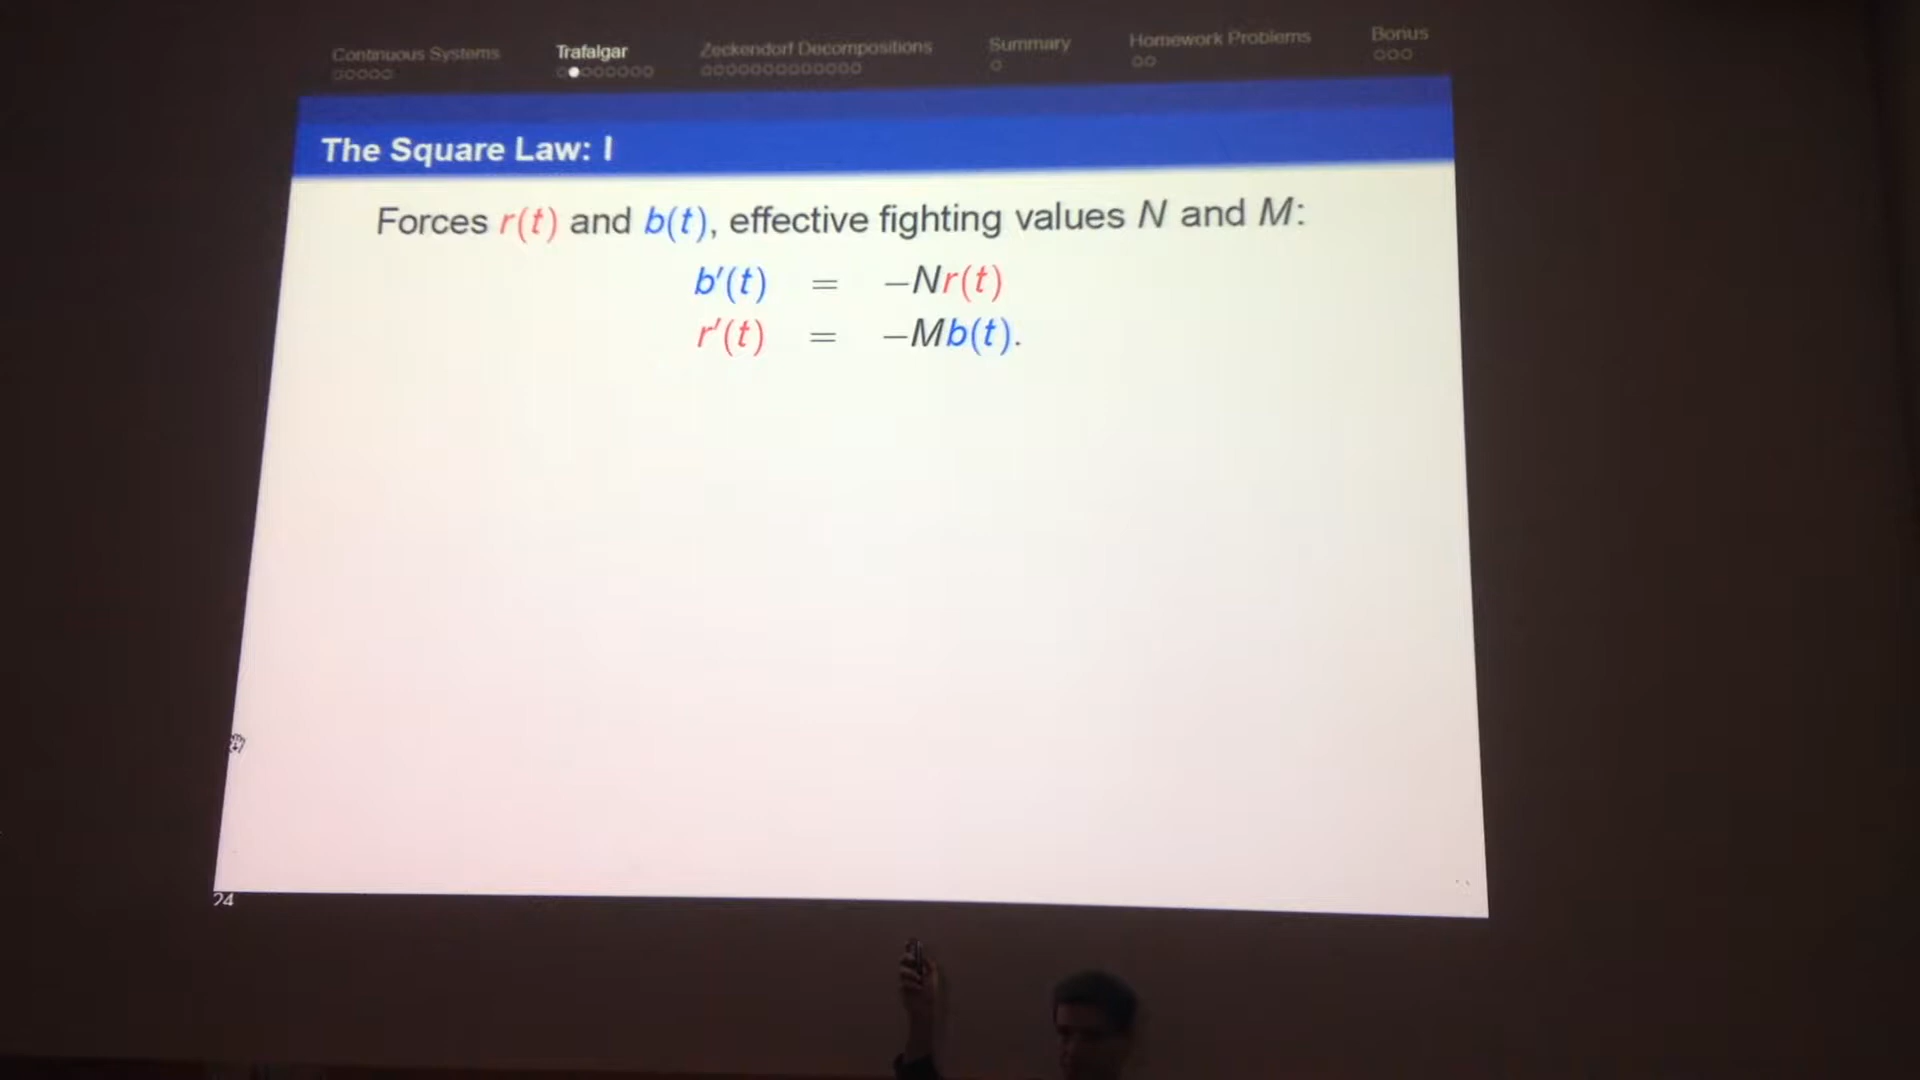 Continuous Systems Trafalgar Zeckendorf Decompositions Summary Homework Problems Bonus
The Square Law: I
Forces r(t) and b(t), effective fighting values N and M:
b′(t) = −Nr(t)
r′(t) = −Mb(t).
24